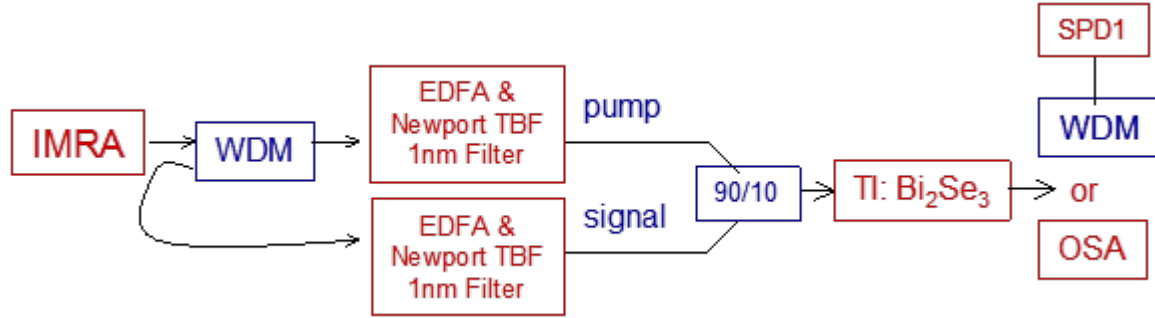 IMRA
WDM
EDFA &
Newport TBF
1nm Filter
pump
EDFA &
Newport TBF
1nm Filter
signal
90/10
TI: Bi₂Se₃
SPD1
WDM
or
OSA